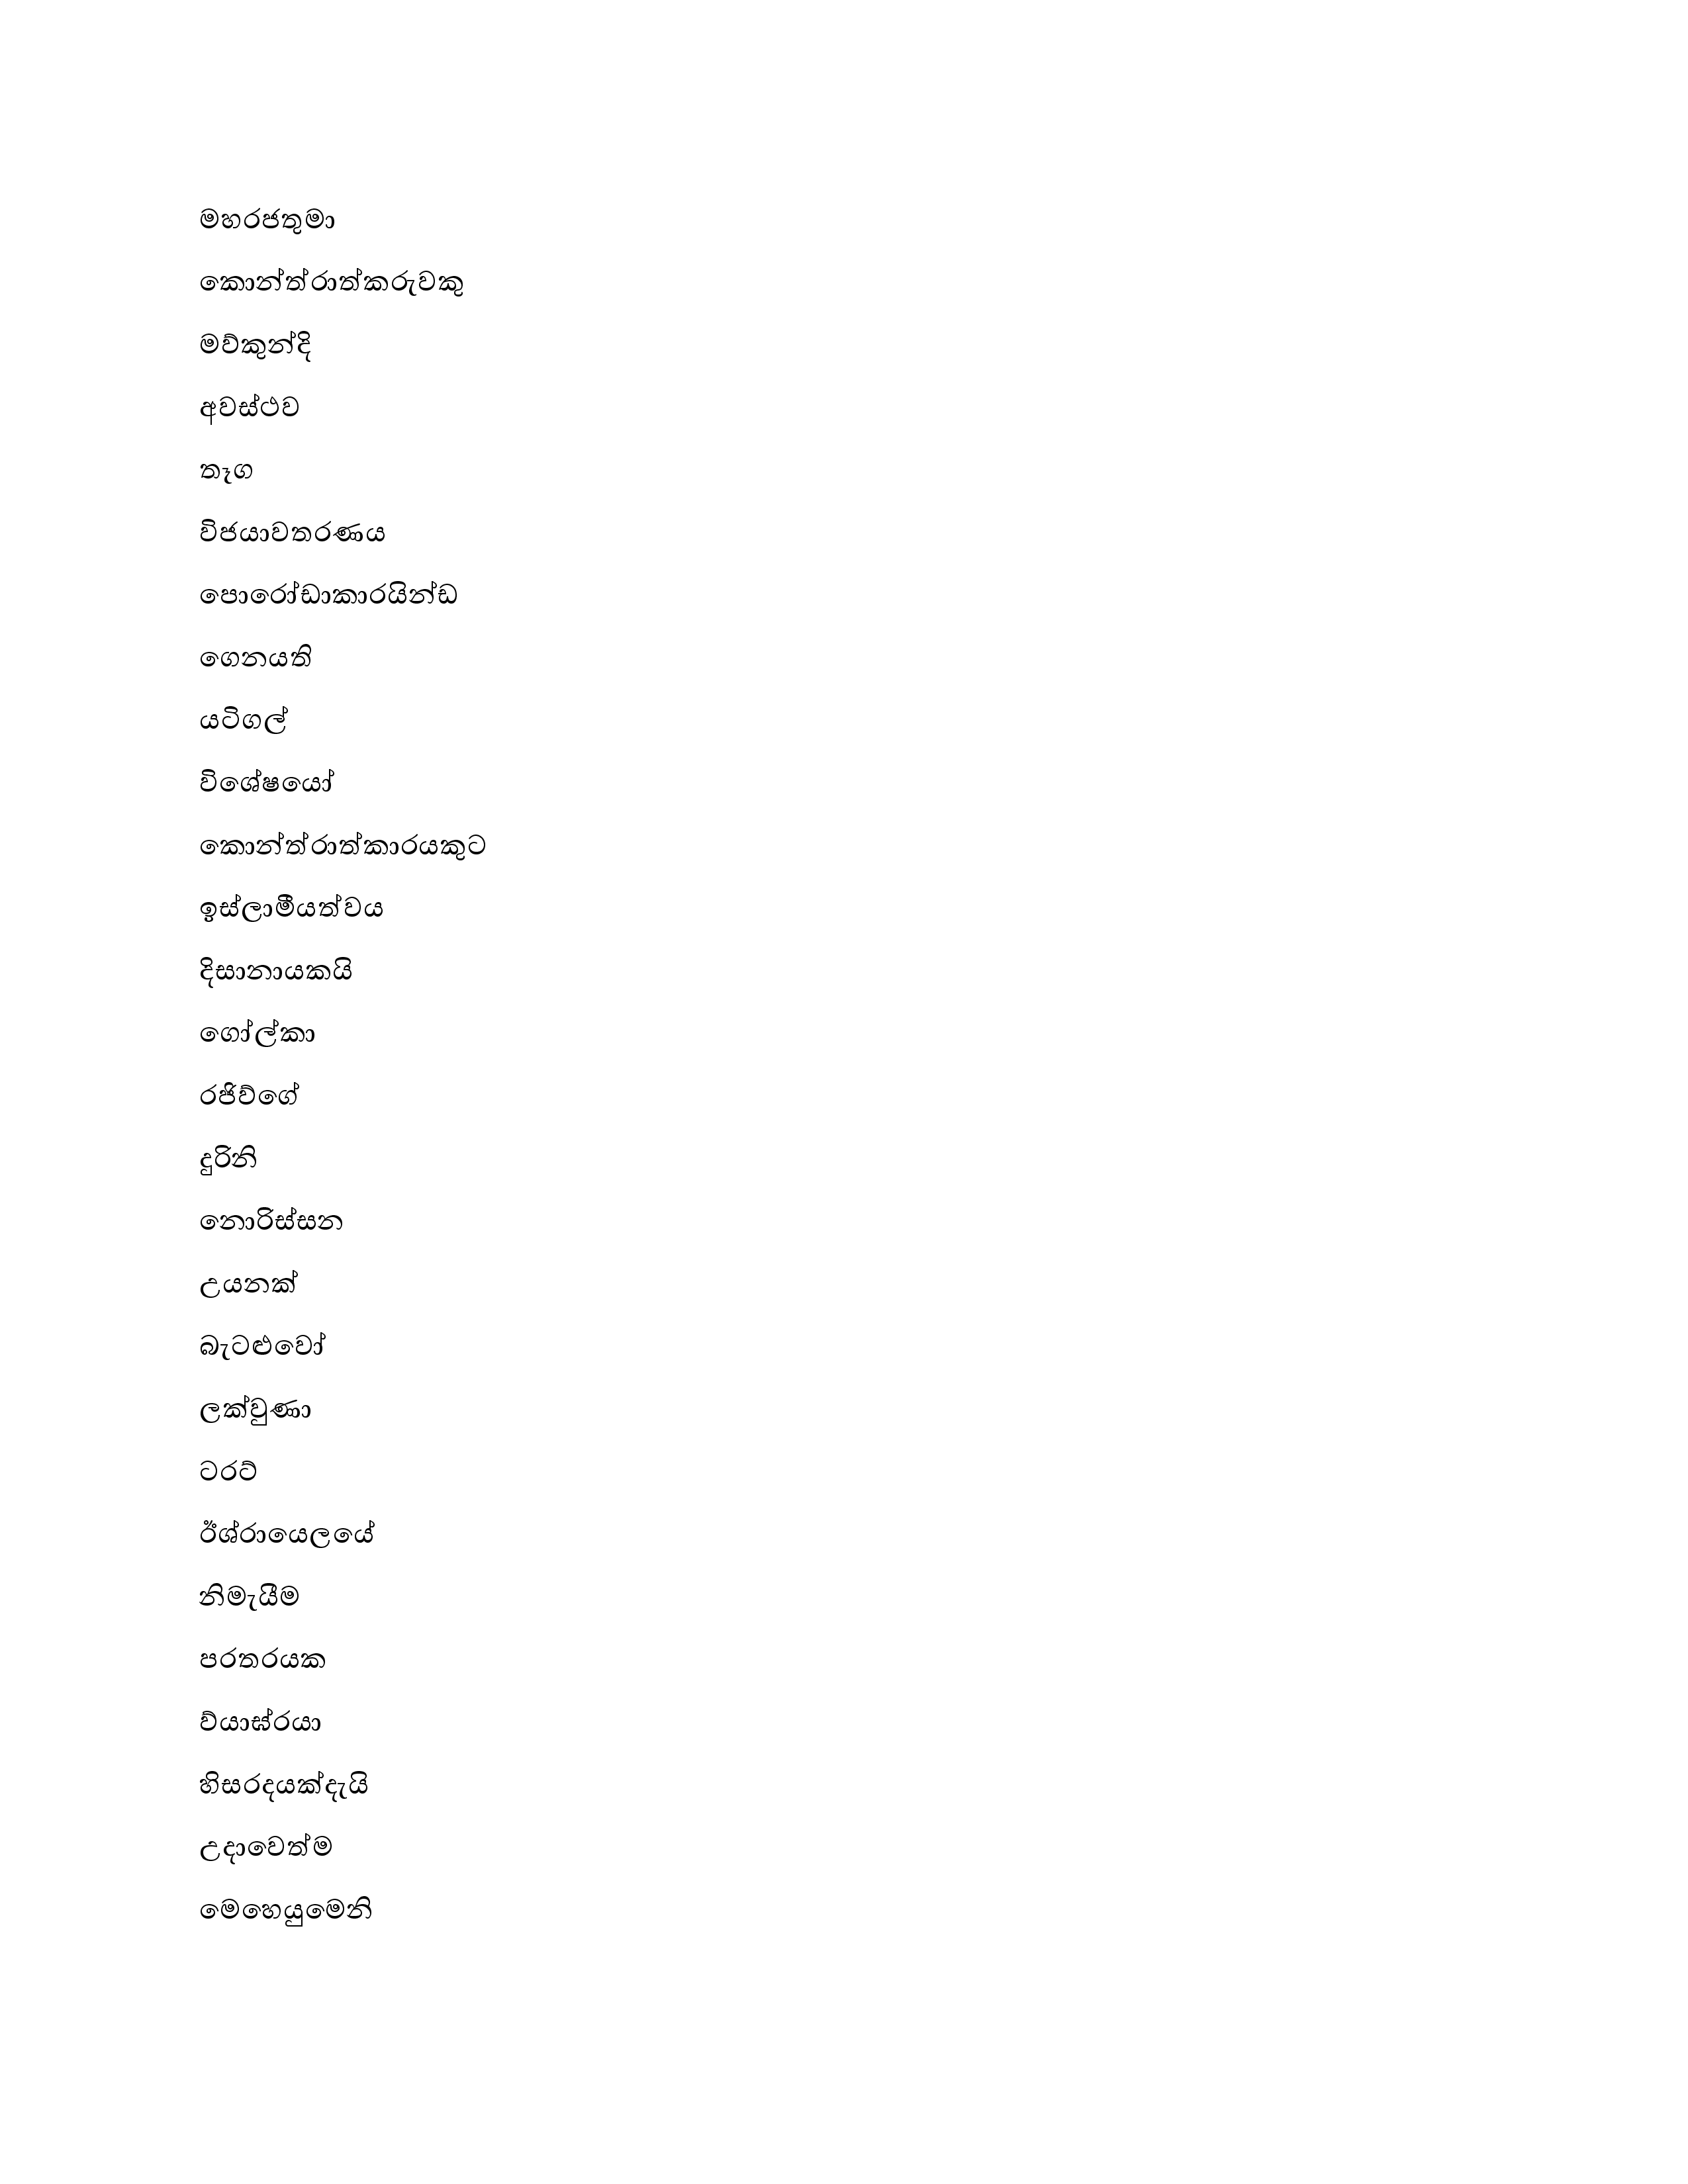 මහරජතුමා
කොන්ත්රාත්කරුවකු
මව්කුන්දි
අවස්ථව
තෑග
විජයාවතරණය
පොරෝඩාකාරයින්ඩ
ගෙනයති
යටිගල්
විශේෂයෝ
කොන්ත්රාත්කාරයකුට
ඉස්ලාමීයත්වය
දිසානායකයි
ගෝල්කා
රජිව්ගේ
දුරිනි
නොරිස්සන
උයනක්
බැටළුවෝ
ලක්වුණා
ටරට්
ඊශ්රායෙලයේ
නිමැයීම
පරතරයක
ව්යාඝ්රයා
හිසරදයක්දැයි
උදාවෙත්ම
මෙහෙයුමෙනි